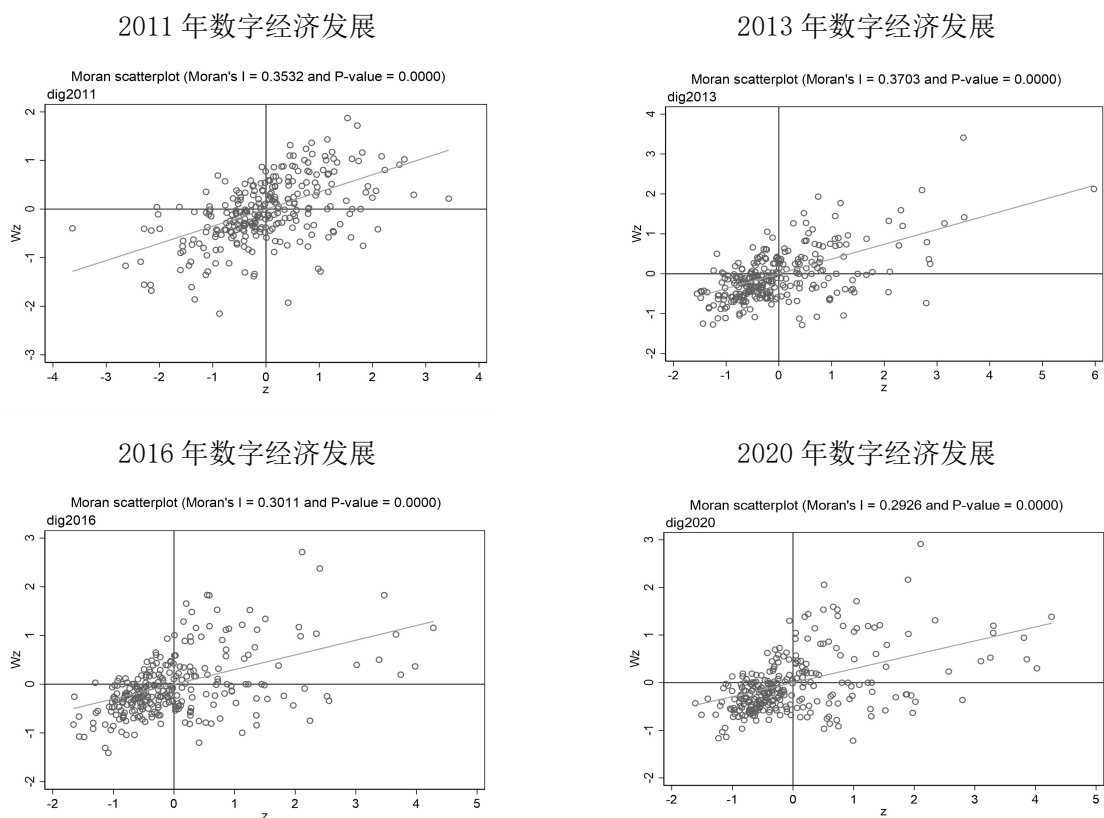 2011 年数字经济发展
Moran scatterplot (Moran's I = 0.3532 and P-value = 0.0000)
dig2011
2
1
0
-1
-2
-3
Wz
-4 -3 -2 -1 0 1 2 3 4
z
2013 年数字经济发展
Moran scatterplot (Moran's I = 0.3703 and P-value = 0.0000)
dig2013
4
3
2
1
0
-1
-2
Wz
-2 -1 0 1 2 3 4 5 6
z
2016 年数字经济发展
Moran scatterplot (Moran's I = 0.3011 and P-value = 0.0000)
dig2016
3
2
1
0
-1
-2
Wz
-2 -1 0 1 2 3 4 5
z
2020 年数字经济发展
Moran scatterplot (Moran's I = 0.2926 and P-value = 0.0000)
dig2020
3
2
1
0
-1
-2
Wz
-2 -1 0 1 2 3 4 5
z